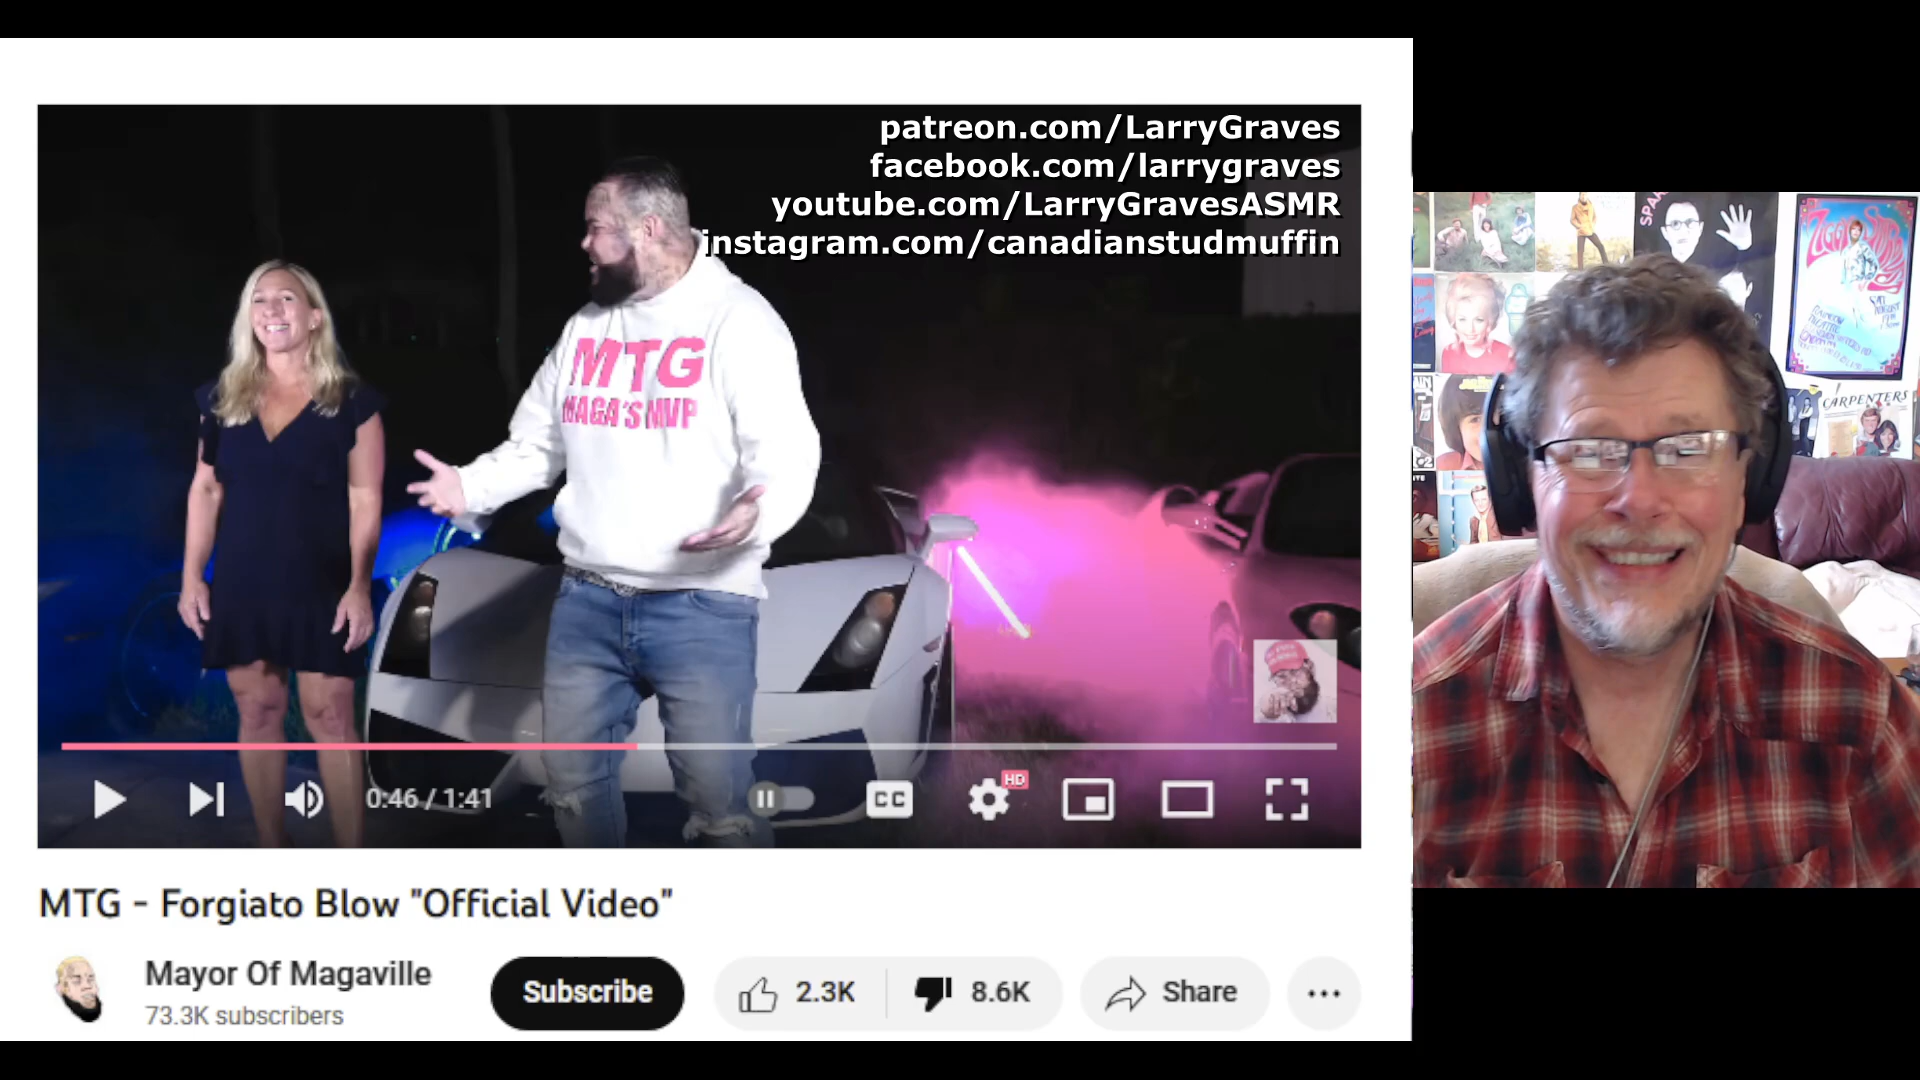 patreon.com/LarryGraves
facebook.com/larrygraves
youtube.com/LarryGravesASMR
instagram.com/canadianstudmuffin
MTG
MAGA'S MVP
0:46 / 1:41
CC
HD
MTG - Forgiato Blow "Official Video"
Mayor Of Magaville
73.3K subscribers
Subscribe
2.3K
8.6K
Share
SPA
CARPENTERS